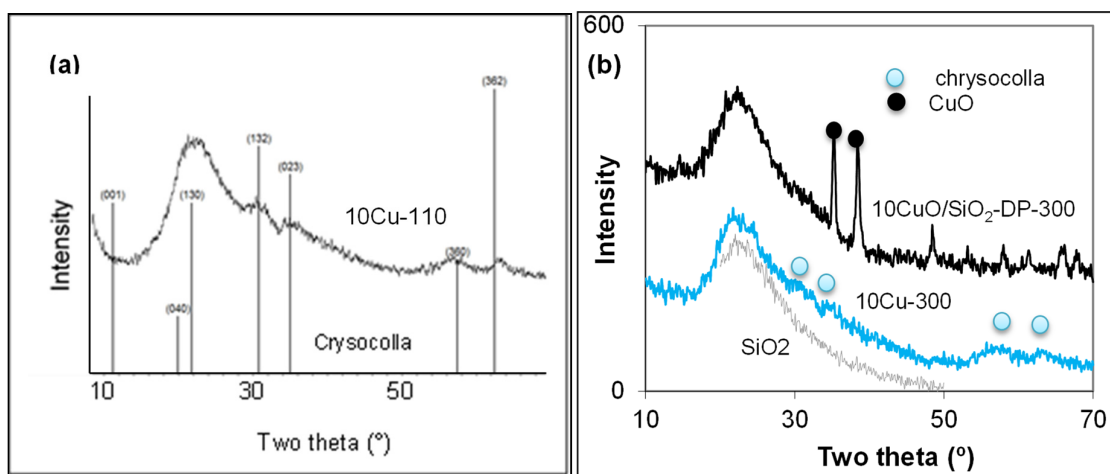 (a)
(362)
(132)
(023)
(001)
(130)
10Cu-110
(360)
(040)
Crysocolla
Intensity
10
30
50
Two theta (°)
600
(b)
chrysocolla
CuO
10CuO/SiO₂-DP-300
10Cu-300
SiO2
Intensity
0
10
30
50
70
Two theta (º)